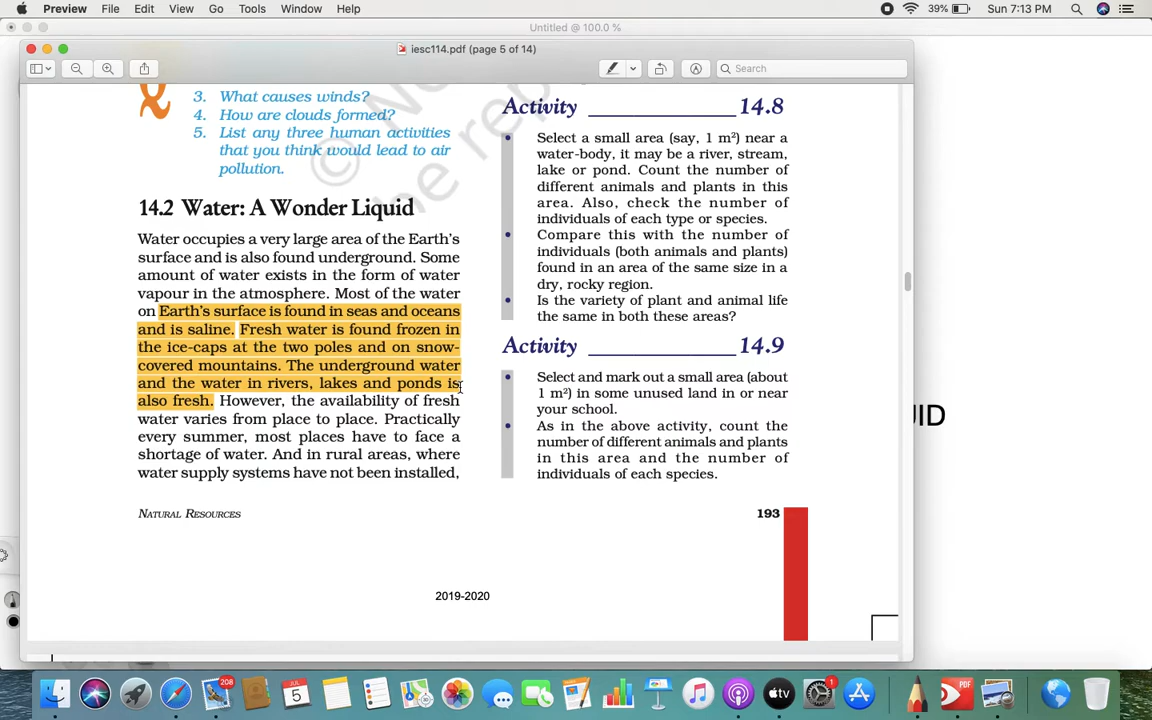 Preview File Edit View Go Tools Window Help
39% Sun 7:13 PM
Untitled @ 100.0 %
iesc114.pdf (page 5 of 14)
Search
3. What causes winds?
4. How are clouds formed?
5. List any three human activities
that you think would lead to air
pollution.
14.2 Water: A Wonder Liquid
Water occupies a very large area of the Earth's
surface and is also found underground. Some
amount of water exists in the form of water
vapour in the atmosphere. Most of the water
on Earth's surface is found in seas and oceans
and is saline. Fresh water is found frozen in
the ice-caps at the two poles and on snow-
covered mountains. The underground water
and the water in rivers, lakes and ponds is
also fresh. However, the availability of fresh
water varies from place to place. Practically
every summer, most places have to face a
shortage of water. And in rural areas, where
water supply systems have not been installed,
Activity 14.8
• Select a small area (say, 1 m²) near a
water-body, it may be a river, stream,
lake or pond. Count the number of
different animals and plants in this
area. Also, check the number of
individuals of each type or species.
• Compare this with the number of
individuals (both animals and plants)
found in an area of the same size in a
dry, rocky region.
• Is the variety of plant and animal life
the same in both these areas?
Activity 14.9
• Select and mark out a small area (about
1 m²) in some unused land in or near
your school.
• As in the above activity, count the
number of different animals and plants
in this area and the number of
individuals of each species.
NATURAL RESOURCES
193
2019-2020
UID
208
JUL
5
1
tv
PDF